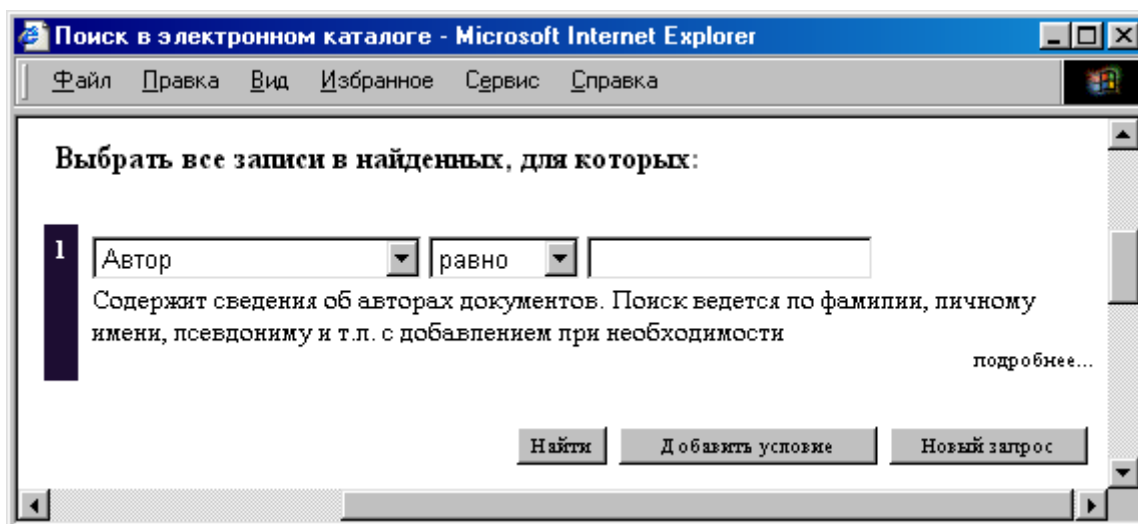 Поиск в электронном каталоге - Microsoft Internet Explorer
Файл Правка Вид Избранное Сервис Справка
Выбрать все записи в найденных, для которых:
1 Автор равно
Содержит сведения об авторах документов. Поиск ведется по фамилии, личному
имени, псевдониму и т.п. с добавлением при необходимости
подробнее...
Найти Добавить условие Новый запрос